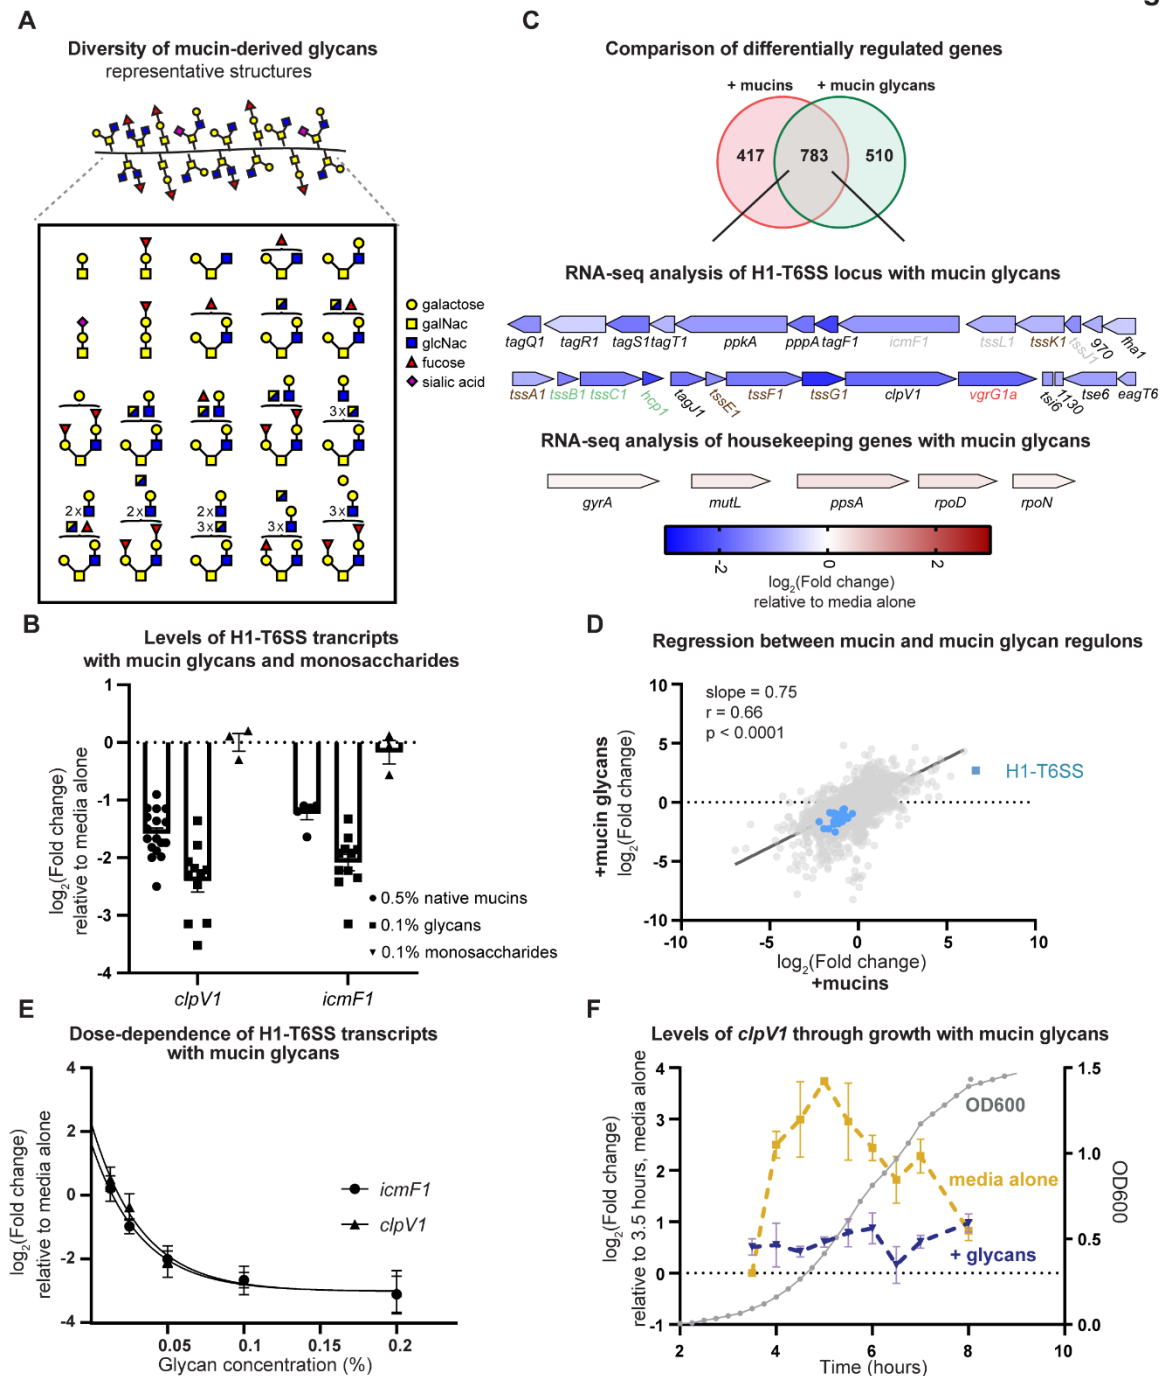 A
Diversity of mucin-derived glycans
representative structures
galactose
galNac
glcNac
fucose
sialic acid
3x
2x
2x
2x
3x
3x
3x
C
Comparison of differentially regulated genes
+ mucins
+ mucin glycans
417
783
510
RNA-seq analysis of H1-T6SS locus with mucin glycans
tagQ1 tagR1 tagS1 tagT1 ppkA pppA tagF1 icmF1 tssL1 tssK1 tssJ1 970 fha1
tssA1 tssB1 tssC1 hcp1 tagJ1 tssE1 tssF1 tssG1 clpV1 vgrG1a tsi6 1130 tse6 eagT6
RNA-seq analysis of housekeeping genes with mucin glycans
gyrA mutL ppsA rpoD rpoN
-2 0 2
log2(Fold change)
relative to media alone
B
Levels of H1-T6SS trancripts
with mucin glycans and monosaccharides
log2(Fold change)
relative to media alone
1
0
-1
-2
-3
-4
0.5% native mucins
0.1% glycans
0.1% monosaccharides
clpV1 icmF1
D
Regression between mucin and mucin glycan regulons
+mucin glycans
log2(Fold change)
10
5
0
-5
-10
slope = 0.75
r = 0.66
p < 0.0001
H1-T6SS
-10 -5 0 5 10
log2(Fold change)
+mucins
E
Dose-dependence of H1-T6SS transcripts
with mucin glycans
log2(Fold change)
relative to media alone
4
2
0
-2
-4
icmF1
clpV1
0.05 0.1 0.15 0.2
Glycan concentration (%)
F
Levels of clpV1 through growth with mucin glycans
log2(Fold change)
relative to 3.5 hours, media alone
4
3
2
1
0
-1
OD600
media alone
+ glycans
1.5
1.0
0.5
0.0
OD600
2 4 6 8 10
Time (hours)